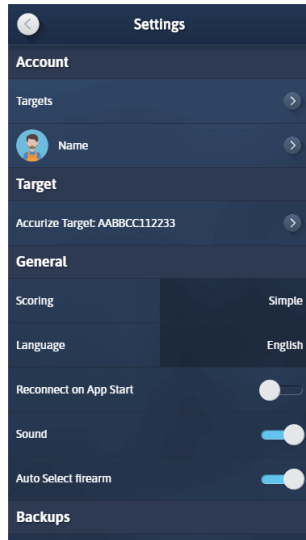 Settings
Account
Targets
Name
Target
Accurize Target: AABBCC112233
General
Scoring Simple
Language English
Reconnect on App Start
Sound
Auto Select firearm
Backups